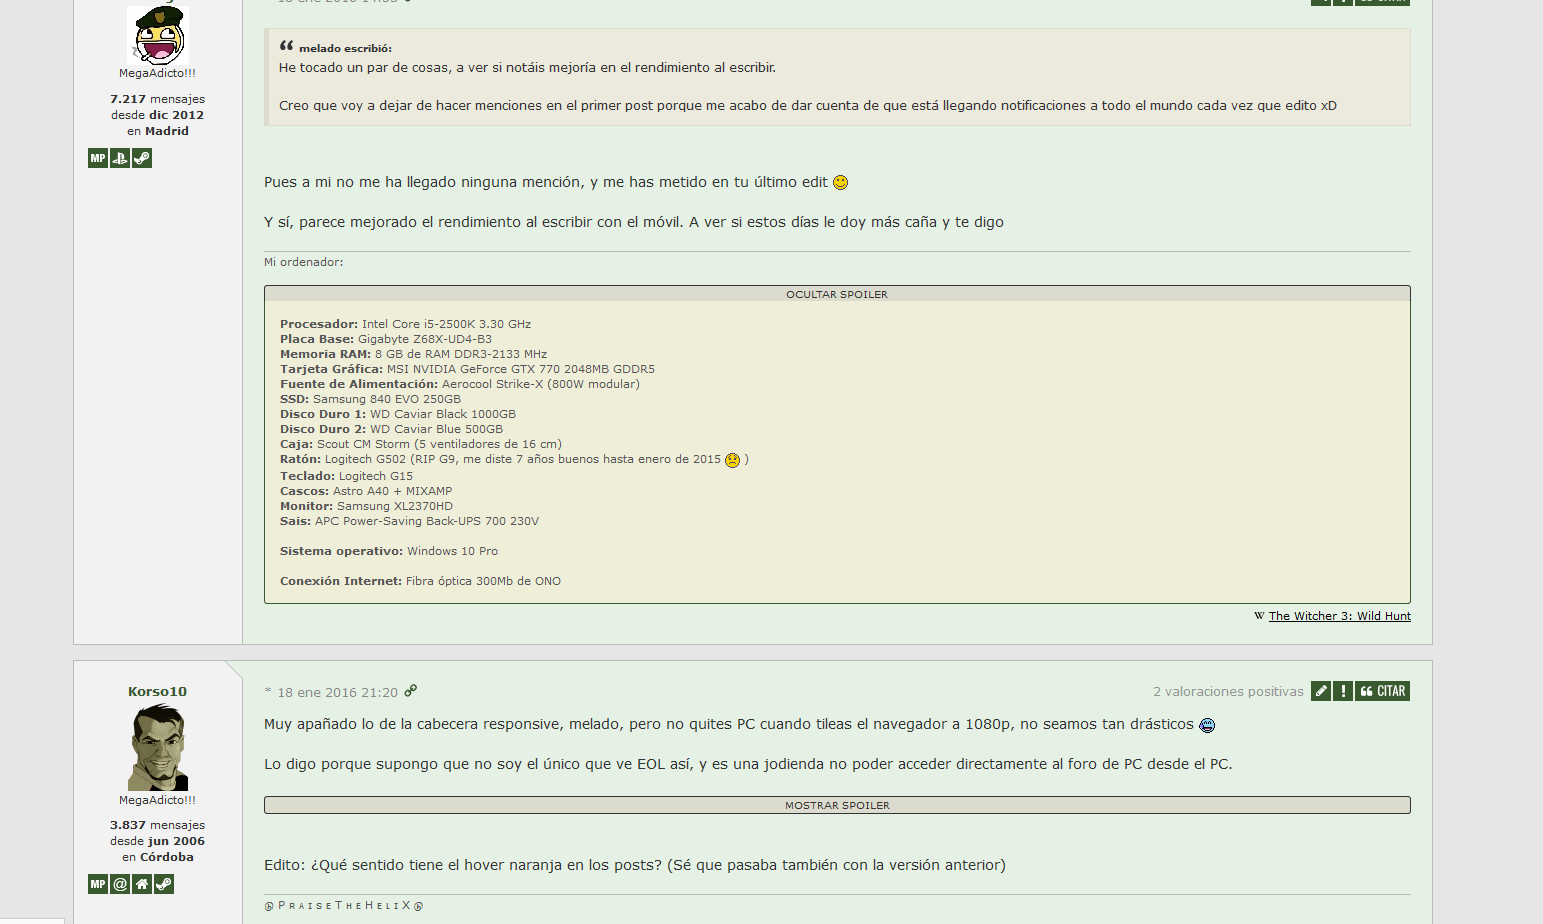 MegaAdicto!!!
7.217 mensajes
desde dic 2012
en Madrid
MP
melado escribió:
He tocado un par de cosas, a ver si notáis mejoría en el rendimiento al escribir.
Creo que voy a dejar de hacer menciones en el primer post porque me acabo de dar cuenta de que está llegando notificaciones a todo el mundo cada vez que edito xD
Pues a mi no me ha llegado ninguna mención, y me has metido en tu último edit
Y sí, parece mejorado el rendimiento al escribir con el móvil. A ver si estos días le doy más caña y te digo
Mi ordenador:
OCULTAR SPOILER
Procesador: Intel Core i5-2500K 3.30 GHz
Placa Base: Gigabyte Z68X-UD4-B3
Memoria RAM: 8 GB de RAM DDR3-2133 MHz
Tarjeta Gráfica: MSI NVIDIA GeForce GTX 770 2048MB GDDR5
Fuente de Alimentación: Aerocool Strike-X (800W modular)
SSD: Samsung 840 EVO 250GB
Disco Duro 1: WD Caviar Black 1000GB
Disco Duro 2: WD Caviar Blue 500GB
Caja: Scout CM Storm (5 ventiladores de 16 cm)
Ratón: Logitech G502 (RIP G9, me diste 7 años buenos hasta enero de 2015 )
Teclado: Logitech G15
Cascos: Astro A40 + MIXAMP
Monitor: Samsung XL2370HD
Sais: APC Power-Saving Back-UPS 700 230V
Sistema operativo: Windows 10 Pro
Conexión Internet: Fibra óptica 300Mb de ONO
W The Witcher 3: Wild Hunt
Korso10
MegaAdicto!!!
3.837 mensajes
desde jun 2006
en Córdoba
MP @
* 18 ene 2016 21:20
2 valoraciones positivas ! CITAR
Muy apañado lo de la cabecera responsive, melado, pero no quites PC cuando tileas el navegador a 1080p, no seamos tan drásticos
Lo digo porque supongo que no soy el único que ve EOL así, y es una jodienda no poder acceder directamente al foro de PC desde el PC.
MOSTRAR SPOILER
Edito: ¿Qué sentido tiene el hover naranja en los posts? (Sé que pasaba también con la versión anterior)
PʀᴀɪsᴇTʜᴇHᴇʟɪX